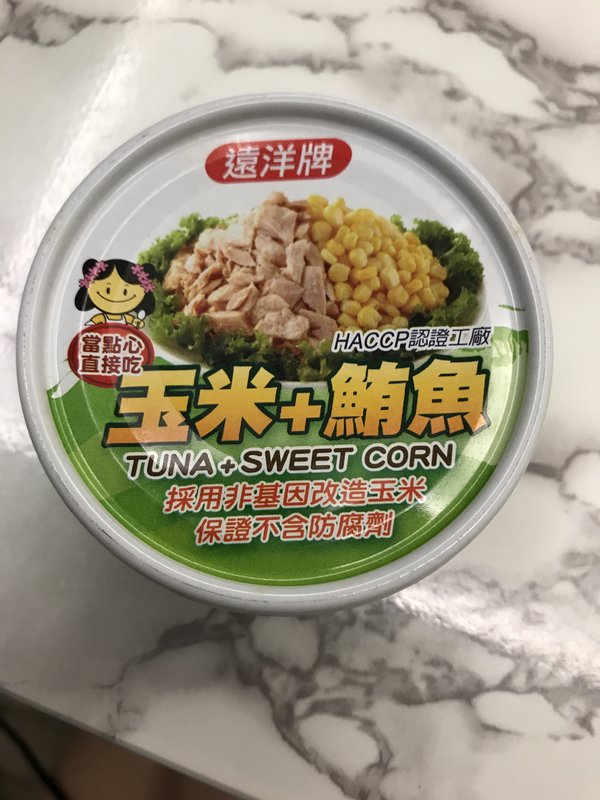 遠洋牌
HACCP認證工廠
當點心
直接吃
玉米+鮪魚
TUNA+SWEET CORN
採用非基因改造玉米
保證不含防腐劑